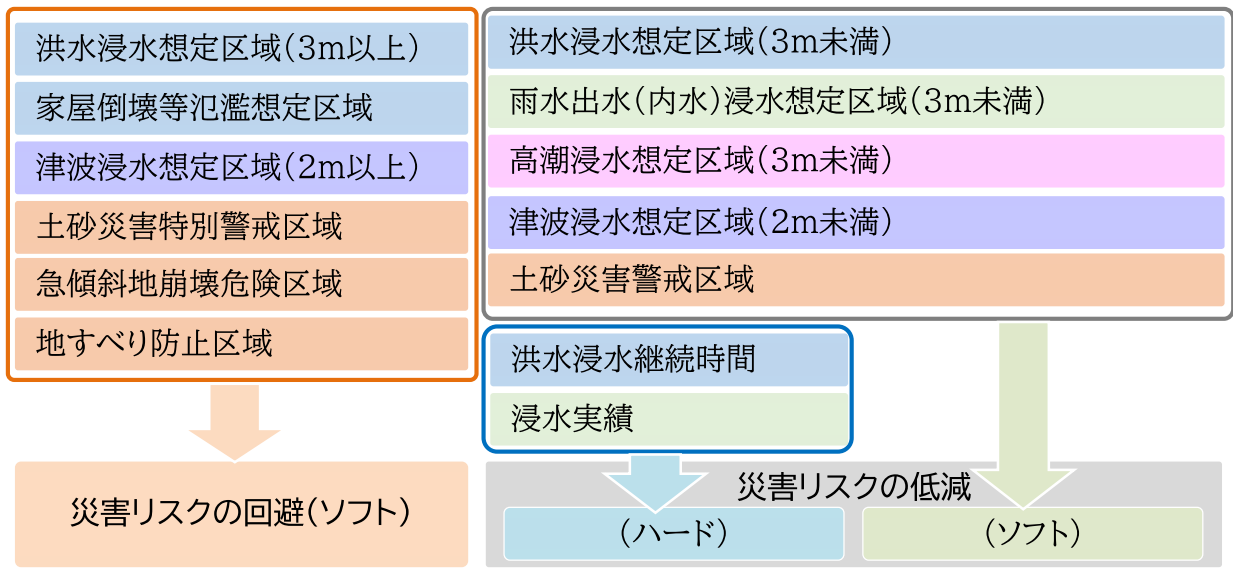 洪水浸水想定区域(3m以上)
家屋倒壊等氾濫想定区域
津波浸水想定区域(2m以上)
土砂災害特別警戒区域
急傾斜地崩壊危険区域
地すべり防止区域
災害リスクの回避(ソフト)
洪水浸水想定区域(3m未満)
雨水出水(内水)浸水想定区域(3m未満)
高潮浸水想定区域(3m未満)
津波浸水想定区域(2m未満)
土砂災害警戒区域
洪水浸水継続時間
浸水実績
災害リスクの低減
(ハード)
(ソフト)